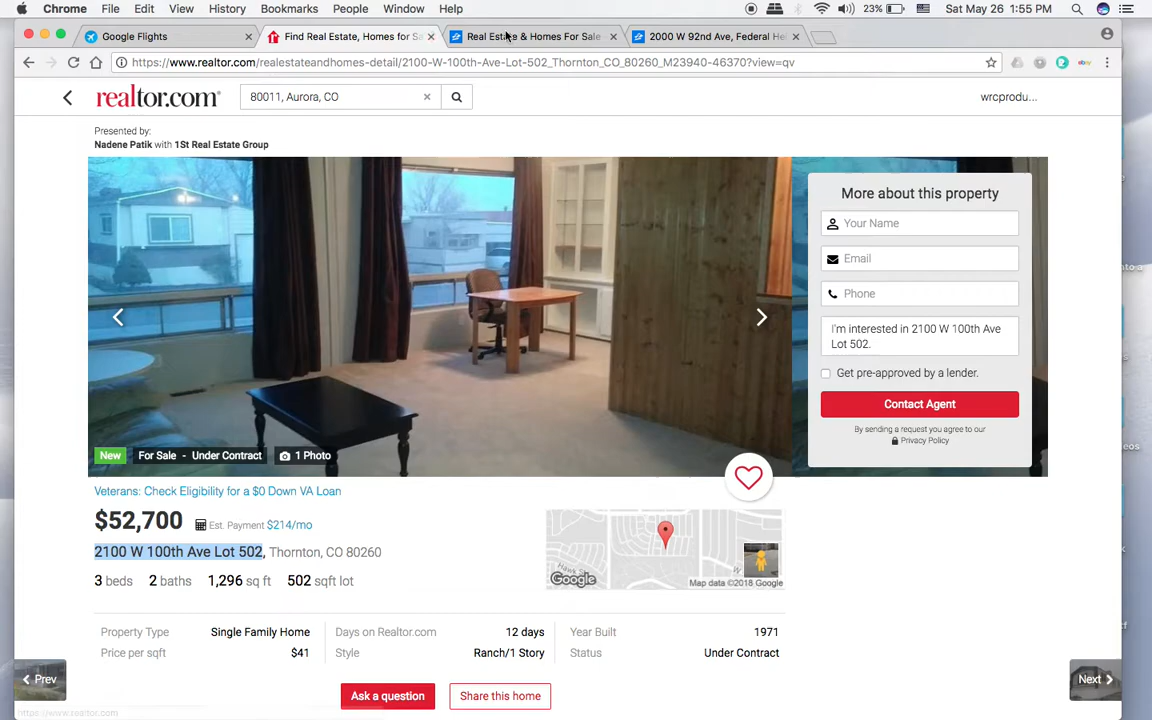 Chrome File Edit View History Bookmarks People Window Help 23% Sat May 26 1:55 PM
Google Flights Find Real Estate, Homes for Sa Real Estate & Homes For Sale 2000 W 92nd Ave, Federal He
https://www.realtor.com/realestateandhomes-detail/2100-W-100th-Ave-Lot-502_Thornton_CO_80260_M23940-46370?view=qv
ebay
realtor.com 80011, Aurora, CO wrcprodu...
Presented by:
Nadene Patik with 1St Real Estate Group
More about this property
Your Name
Email
Phone
I'm interested in 2100 W 100th Ave
Lot 502.
Get pre-approved by a lender.
Contact Agent
By sending a request you agree to our
Privacy Policy
New For Sale - Under Contract 1 Photo
Veterans: Check Eligibility for a $0 Down VA Loan
$52,700 Est. Payment $214/mo
2100 W 100th Ave Lot 502, Thornton, CO 80260
3 beds 2 baths 1,296 sq ft 502 sqft lot
Google Map data ©2018 Google
Property Type Single Family Home Days on Realtor.com 12 days Year Built 1971
Price per sqft $41 Style Ranch/1 Story Status Under Contract
Prev Next
Ask a question Share this home
https://www.realtor.com